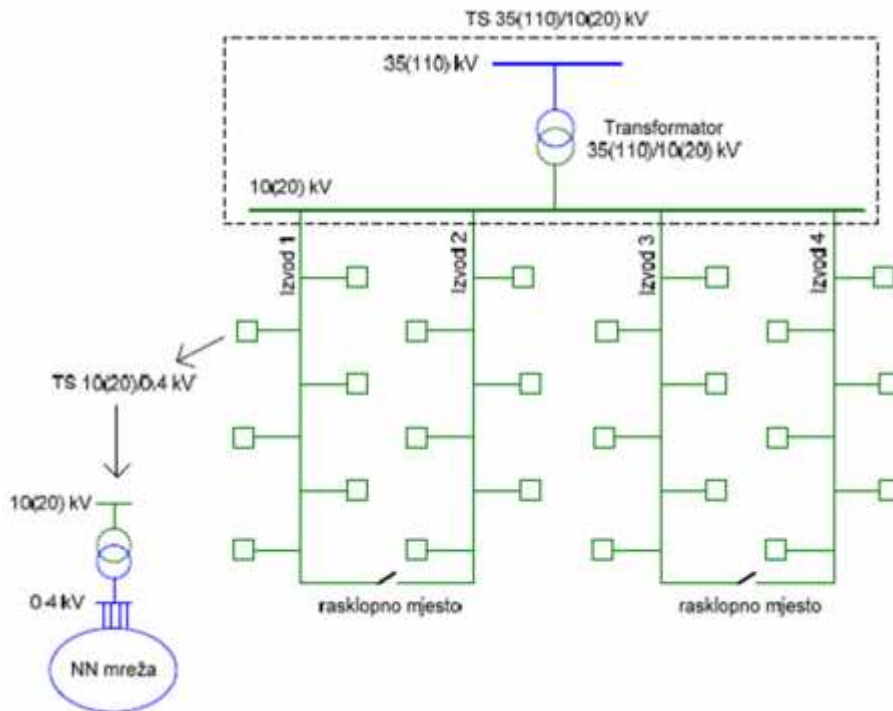 TS 35(110)/10(20) kV
35(110) kV
Transformator
35(110)/10(20) kV
10(20) kV
Izvod 1
Izvod 2
Izvod 3
Izvod 4
TS 10(20)/0.4 kV
10(20) kV
0.4 kV
NN mreža
rasklopno mjesto
rasklopno mjesto